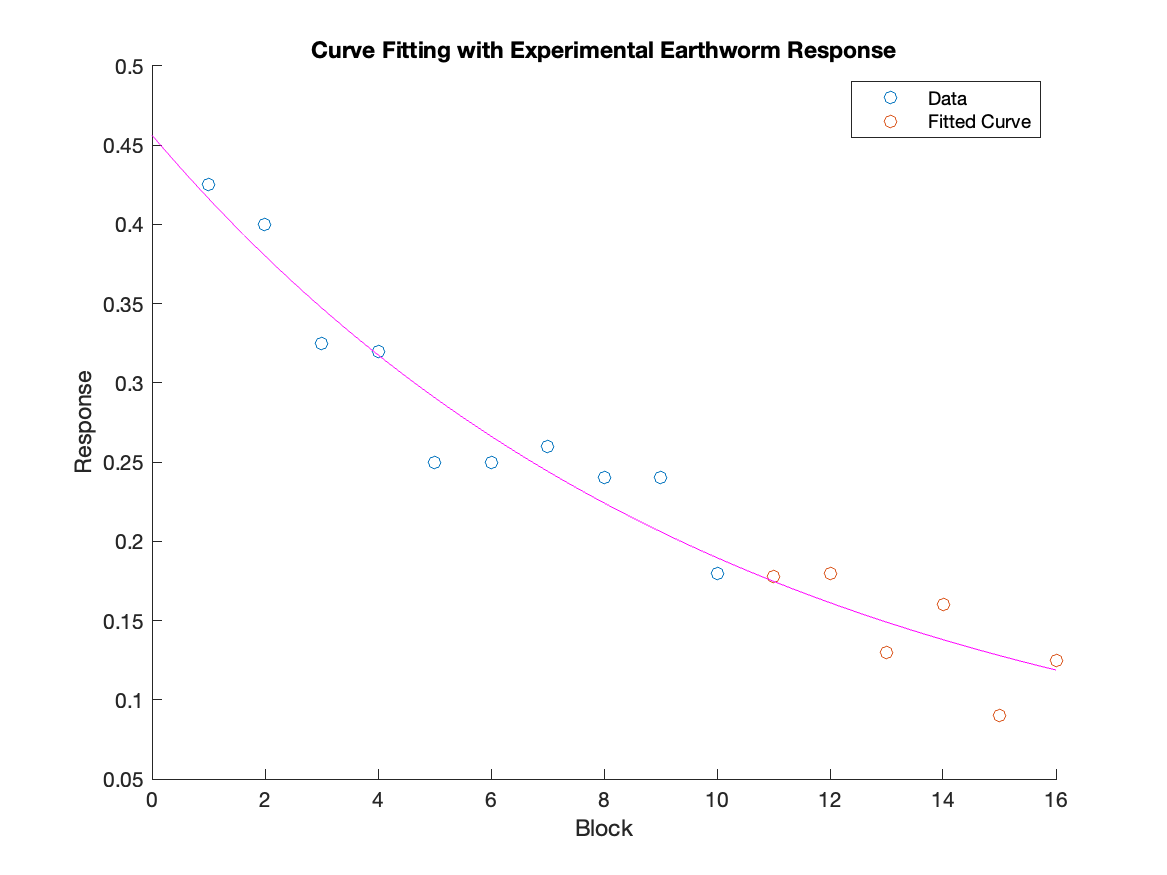 Curve Fitting with Experimental Earthworm Response
Data
Fitted Curve
0.5
0.45
0.4
0.35
0.3
0.25
0.2
0.15
0.1
0.05
Response
0 2 4 6 8 10 12 14 16
Block